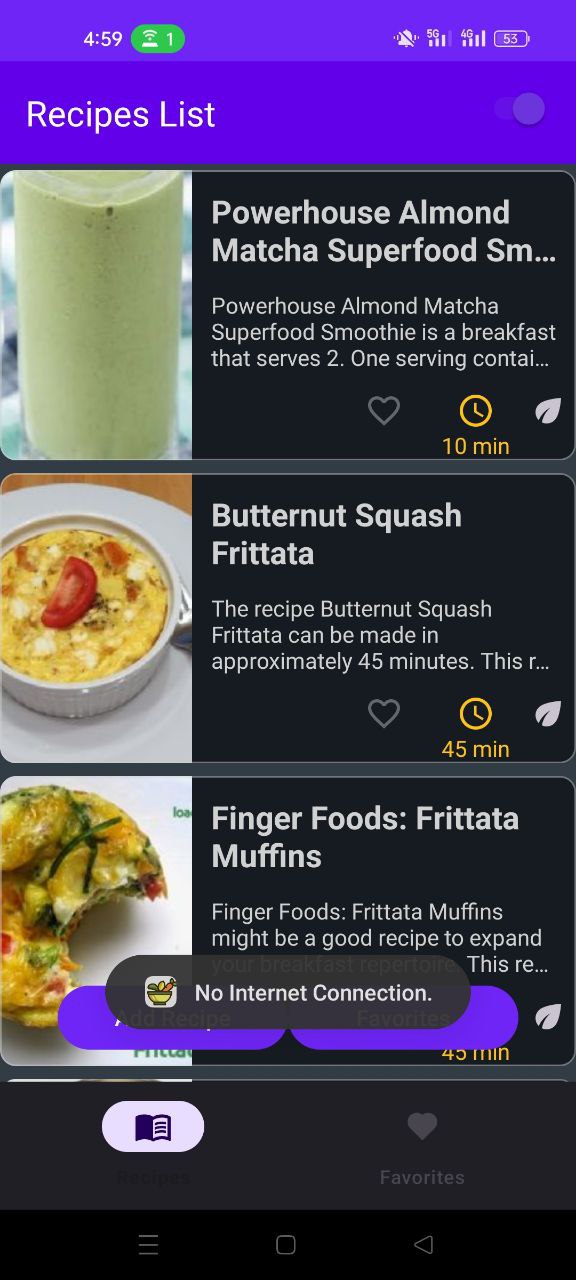 4:59
1
5G
4G
53
Recipes List
Powerhouse Almond
Matcha Superfood Sm...
Powerhouse Almond Matcha
Superfood Smoothie is a breakfast
that serves 2. One serving contai...
10 min
Butternut Squash
Frittata
The recipe Butternut Squash
Frittata can be made in
approximately 45 minutes. This r...
45 min
Finger Foods: Frittata
Muffins
Finger Foods: Frittata Muffins
might be a good recipe to expand
your breakfast repertoire. This re...
No Internet Connection.
Add Recipe
Favorites
45 min
Recipes
Favorites